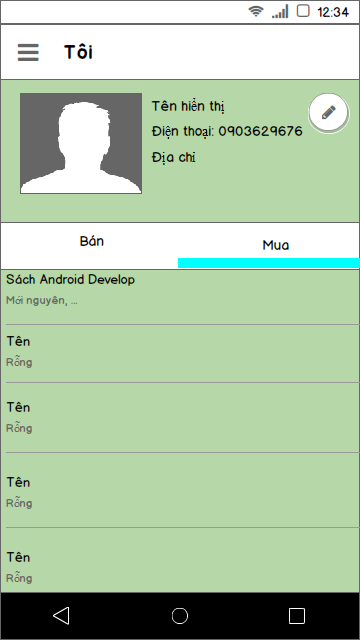 12:34
Tôi
Tên hiển thị
Điện thoại: 0903629676
Địa chỉ
Bán
Mua
Sách Android Develop
Mới nguyên, ...
Tên
Rỗng
Tên
Rỗng
Tên
Rỗng
Tên
Rỗng